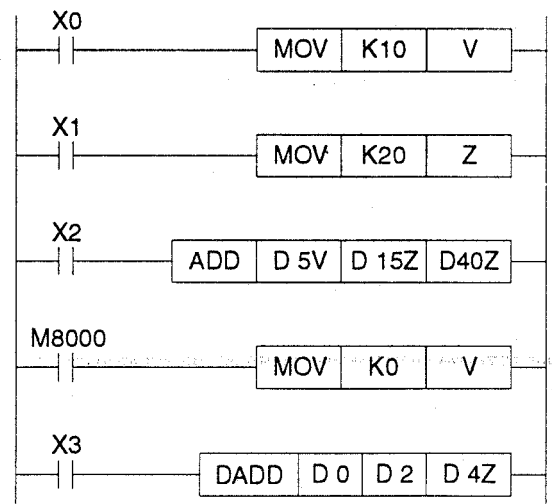 X0
MOV K10 V
X1
MOV K20 Z
X2
ADD D 5V D 15Z D40Z
M8000
MOV K0 V
X3
DADD D 0 D 2 D 4Z